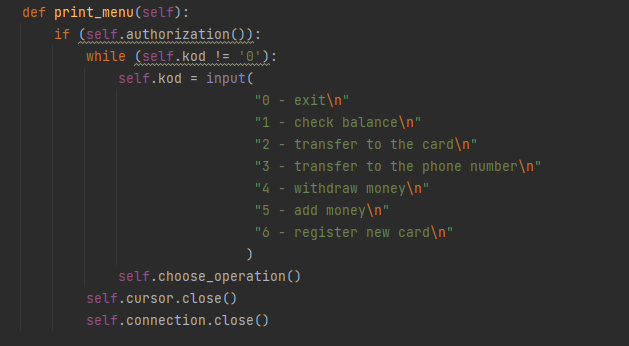 def print_menu(self):
    if (self.authorization()):
        while (self.kod != '0'):
            self.kod = input(
                             "0 - exit\n"
                             "1 - check balance\n"
                             "2 - transfer to the card\n"
                             "3 - transfer to the phone number\n"
                             "4 - withdraw money\n"
                             "5 - add money\n"
                             "6 - register new card\n"
                            )
            self.choose_operation()
        self.cursor.close()
        self.connection.close()